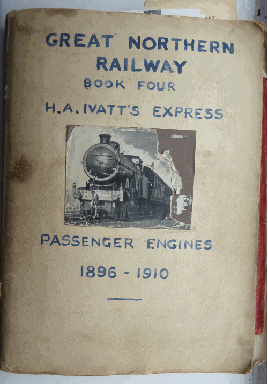 GREAT NORTHERN
RAILWAY
BOOK FOUR
H.A. IVATT'S EXPRESS
PASSENGER ENGINES
1896 - 1910